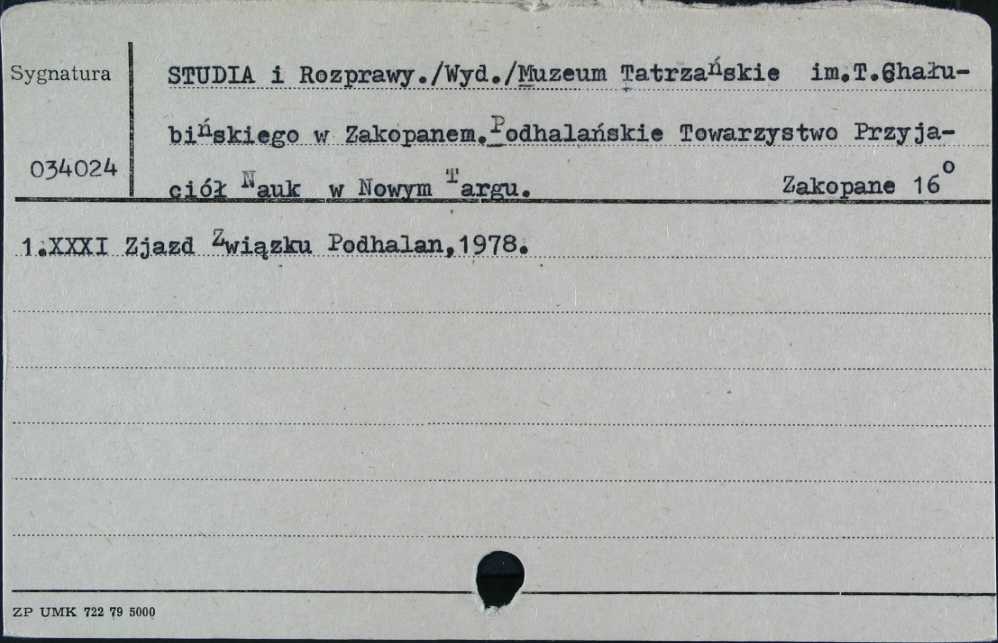 Sygnatura
STUDIA i Rozprawy./Wyd./Muzeum Tatrzańskie im.T.Chału-
bińskiego w Zakopanem.Podhalańskie Towarzystwo Przyja-
034024
ciół Nauk w Nowym Targu. Zakopane 16°
1.XXXI Zjazd Związku Podhalan,1978.
ZP UMK 722 79 5000